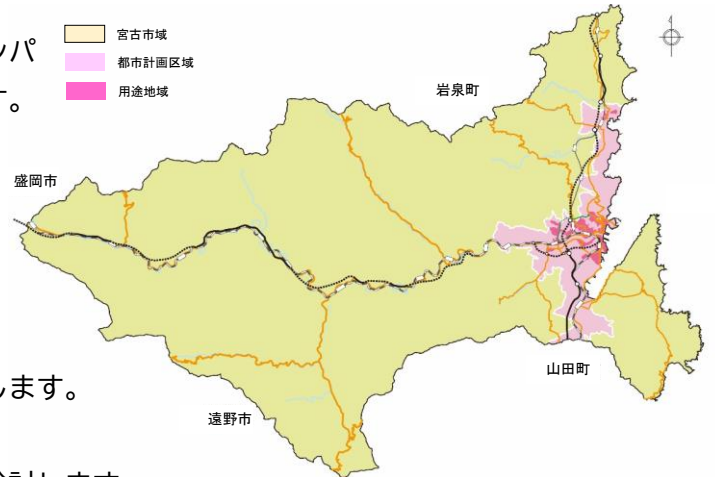 ンパ
宮古市域
都市計画区域
用途地域
す。
岩泉町
盛岡市
山田町
します。
遠野市